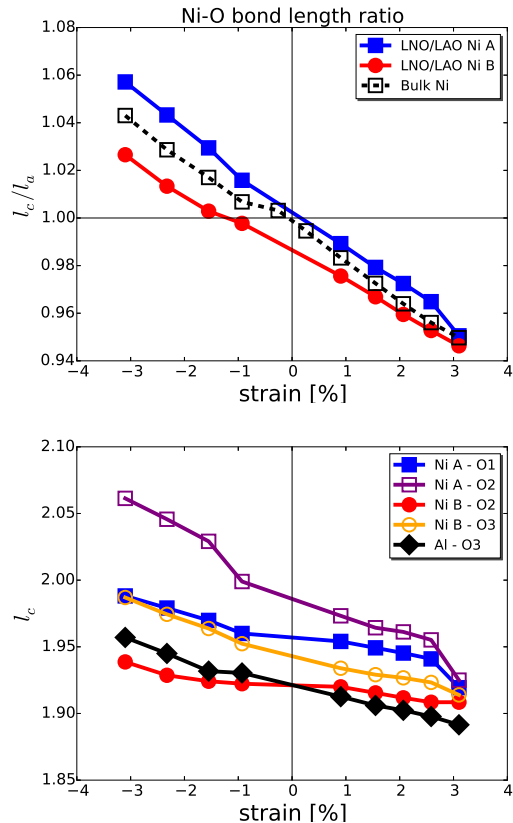 Ni-O bond length ratio
1.08
1.06
1.04
1.02
1.00
0.98
0.96
0.94
l_c/l_a
LNO/LAO Ni A
LNO/LAO Ni B
Bulk Ni
−4 −3 −2 −1 0 1 2 3 4
strain [%]
2.10
2.05
2.00
1.95
1.90
1.85
l_c
Ni A - O1
Ni A - O2
Ni B - O2
Ni B - O3
Al - O3
−4 −3 −2 −1 0 1 2 3 4
strain [%]